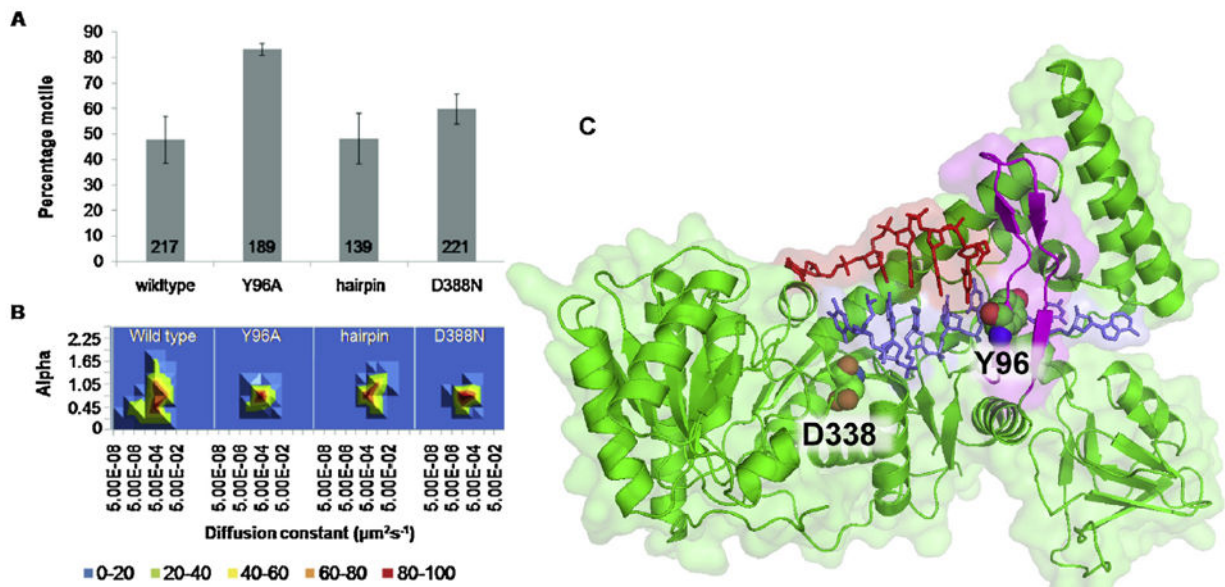 A
Percentage motile
90
80
70
60
50
40
30
20
10
0
217
189
139
221
wildtype Y96A hairpin D388N
B
Alpha
2.25
1.65
1.05
0.45
0
Wild type Y96A hairpin D388N
5.00E-08 5.00E-06 5.00E-04 5.00E-02 5.00E-08 5.00E-06 5.00E-04 5.00E-02 5.00E-08 5.00E-06 5.00E-04 5.00E-02 5.00E-08 5.00E-06 5.00E-04 5.00E-02
Diffusion constant (µm²s⁻¹)
0-20 20-40 40-60 60-80 80-100
C
Y96
D338